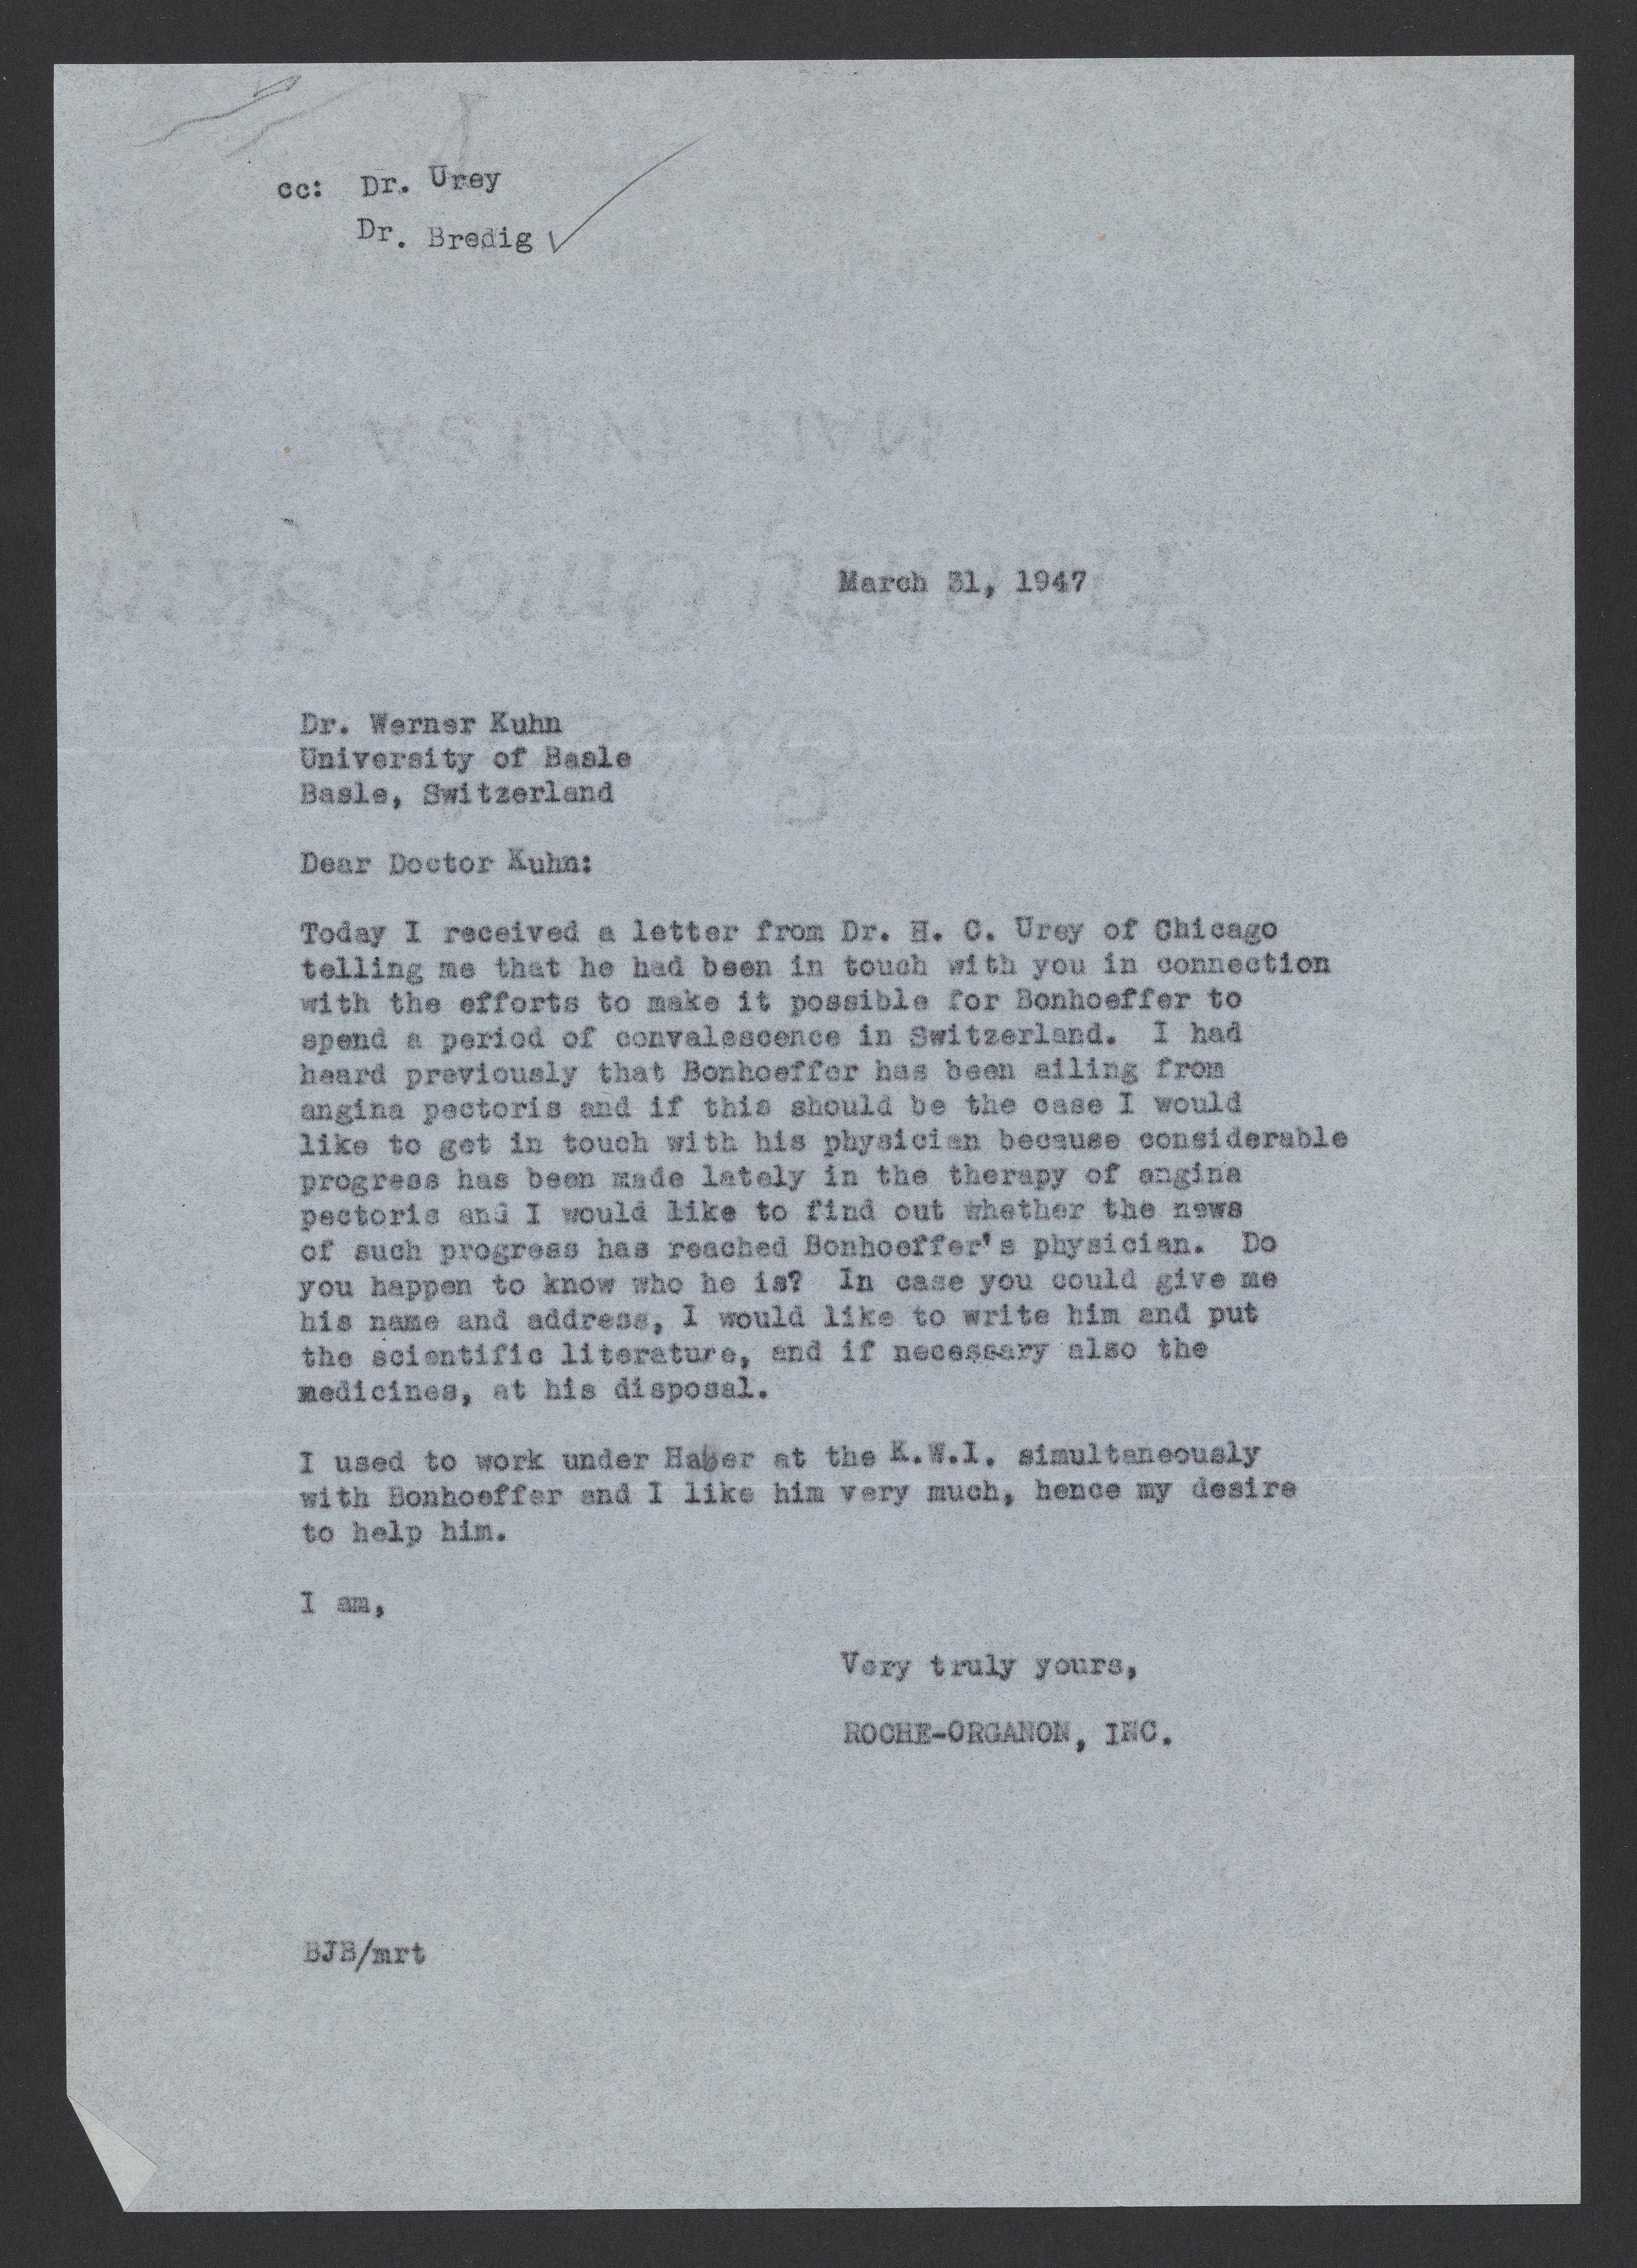 cc: Dr. Urey
Dr. Bredig
March 31, 1947
Dr. Werner Kuhn
University of Basle
Basle, Switzerland
Dear Doctor Kuhn:
Today I received a letter from Dr. H. C. Urey of Chicago
telling me that he had been in touch with you in connection
with the efforts to make it possible for Bonhoeffer to
spend a period of convalescence in Switzerland. I had
heard previously that Bonhoeffer has been ailing from
angina pectoris and if this should be the case I would
like to get in touch with his physician because considerable
progress has been made lately in the therapy of angina
pectoris and I would like to find out whether the news
of such progress has reached Bonhoeffer's physician. Do
you happen to know who he is? In case you could give me
his name and address, I would like to write him and put
the scientific literature, and if necessary also the
medicines, at his disposal.
I used to work under Haber at the K.W.I. simultaneously
with Bonhoeffer and I like him very much, hence my desire
to help him.
I am,
Very truly yours,
ROCHE-ORGANON, INC.
BJB/mrt